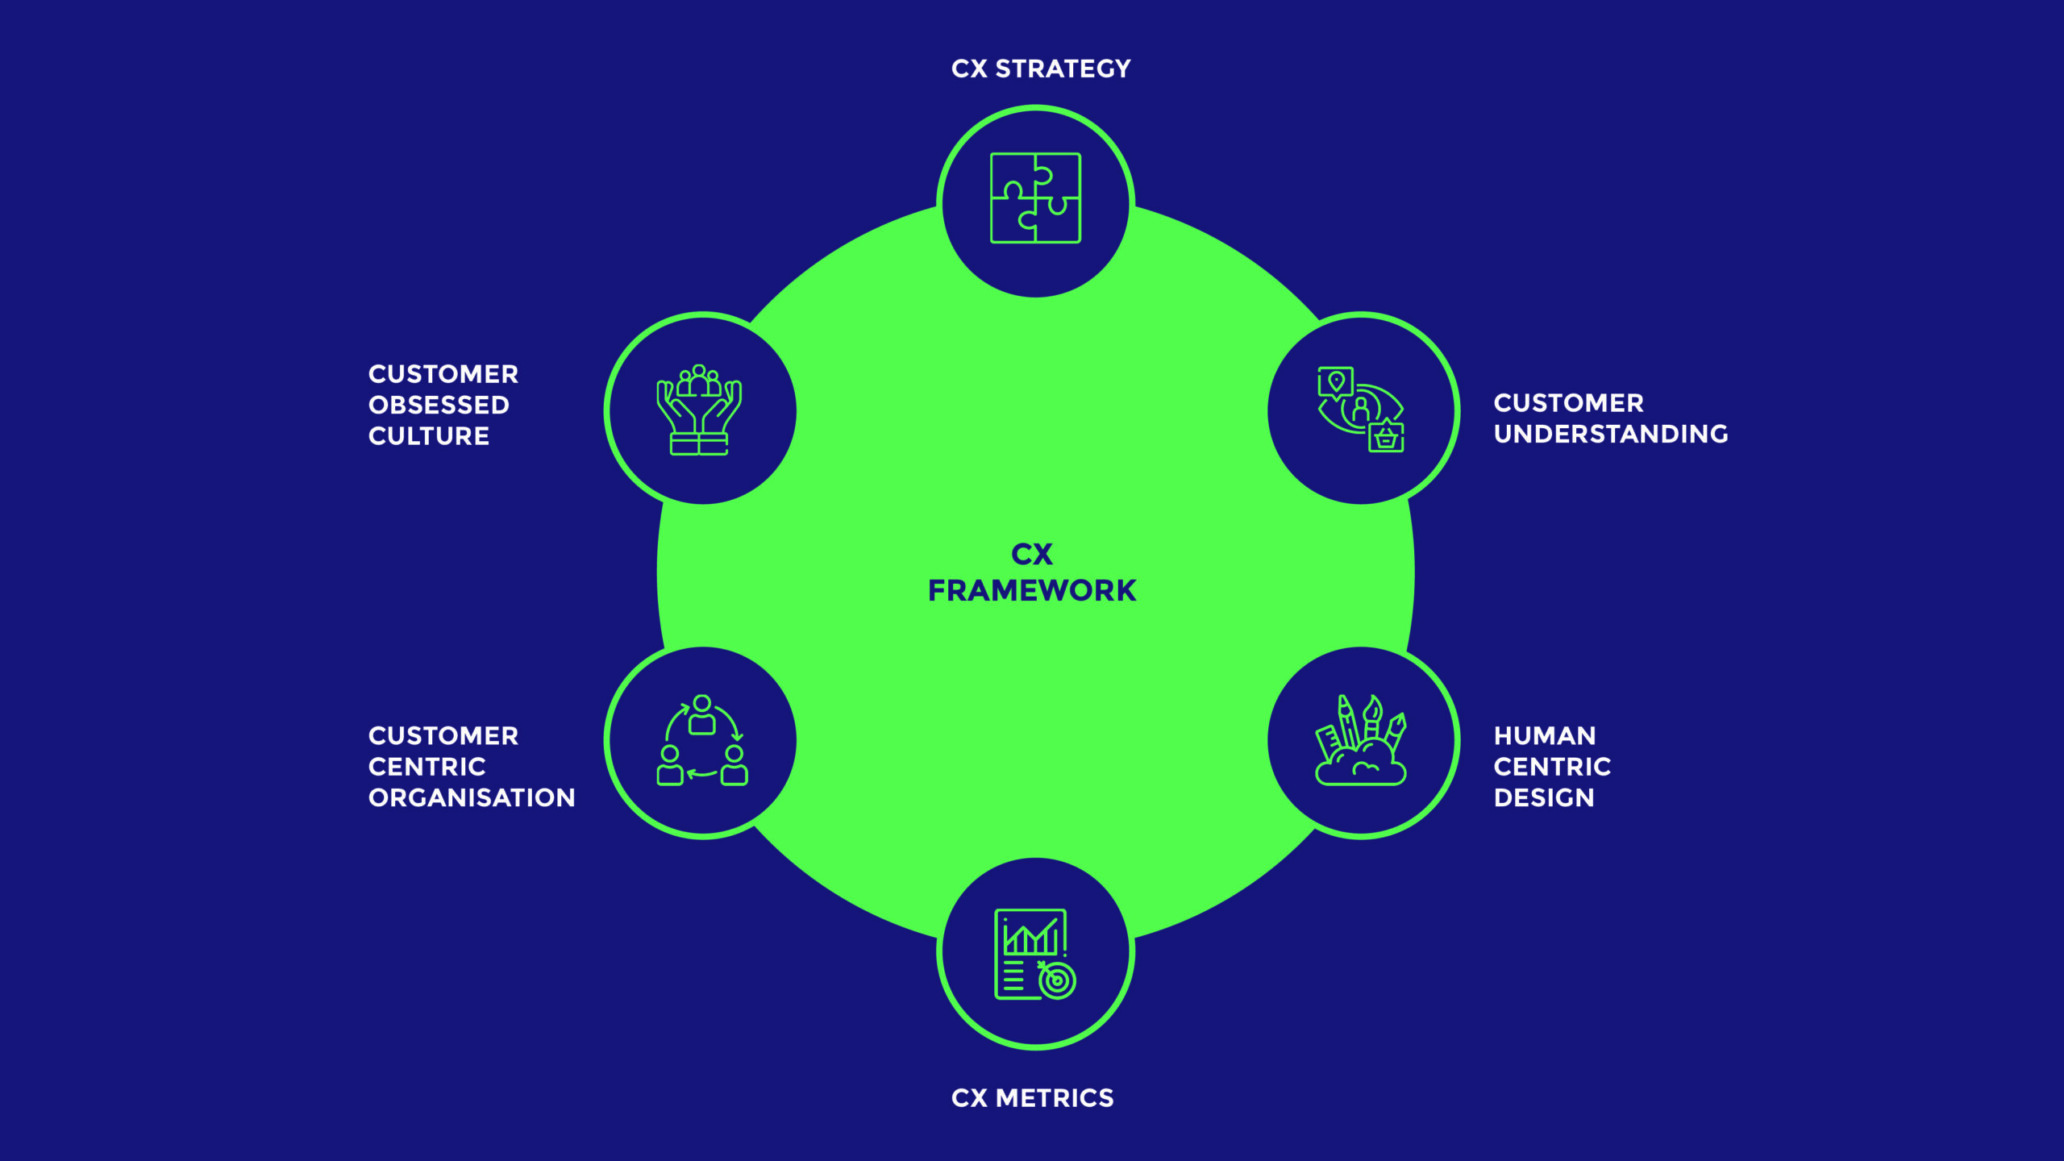 CX STRATEGY
CUSTOMER
OBSESSED
CULTURE
CUSTOMER
UNDERSTANDING
CX
FRAMEWORK
CUSTOMER
CENTRIC
ORGANISATION
HUMAN
CENTRIC
DESIGN
CX METRICS